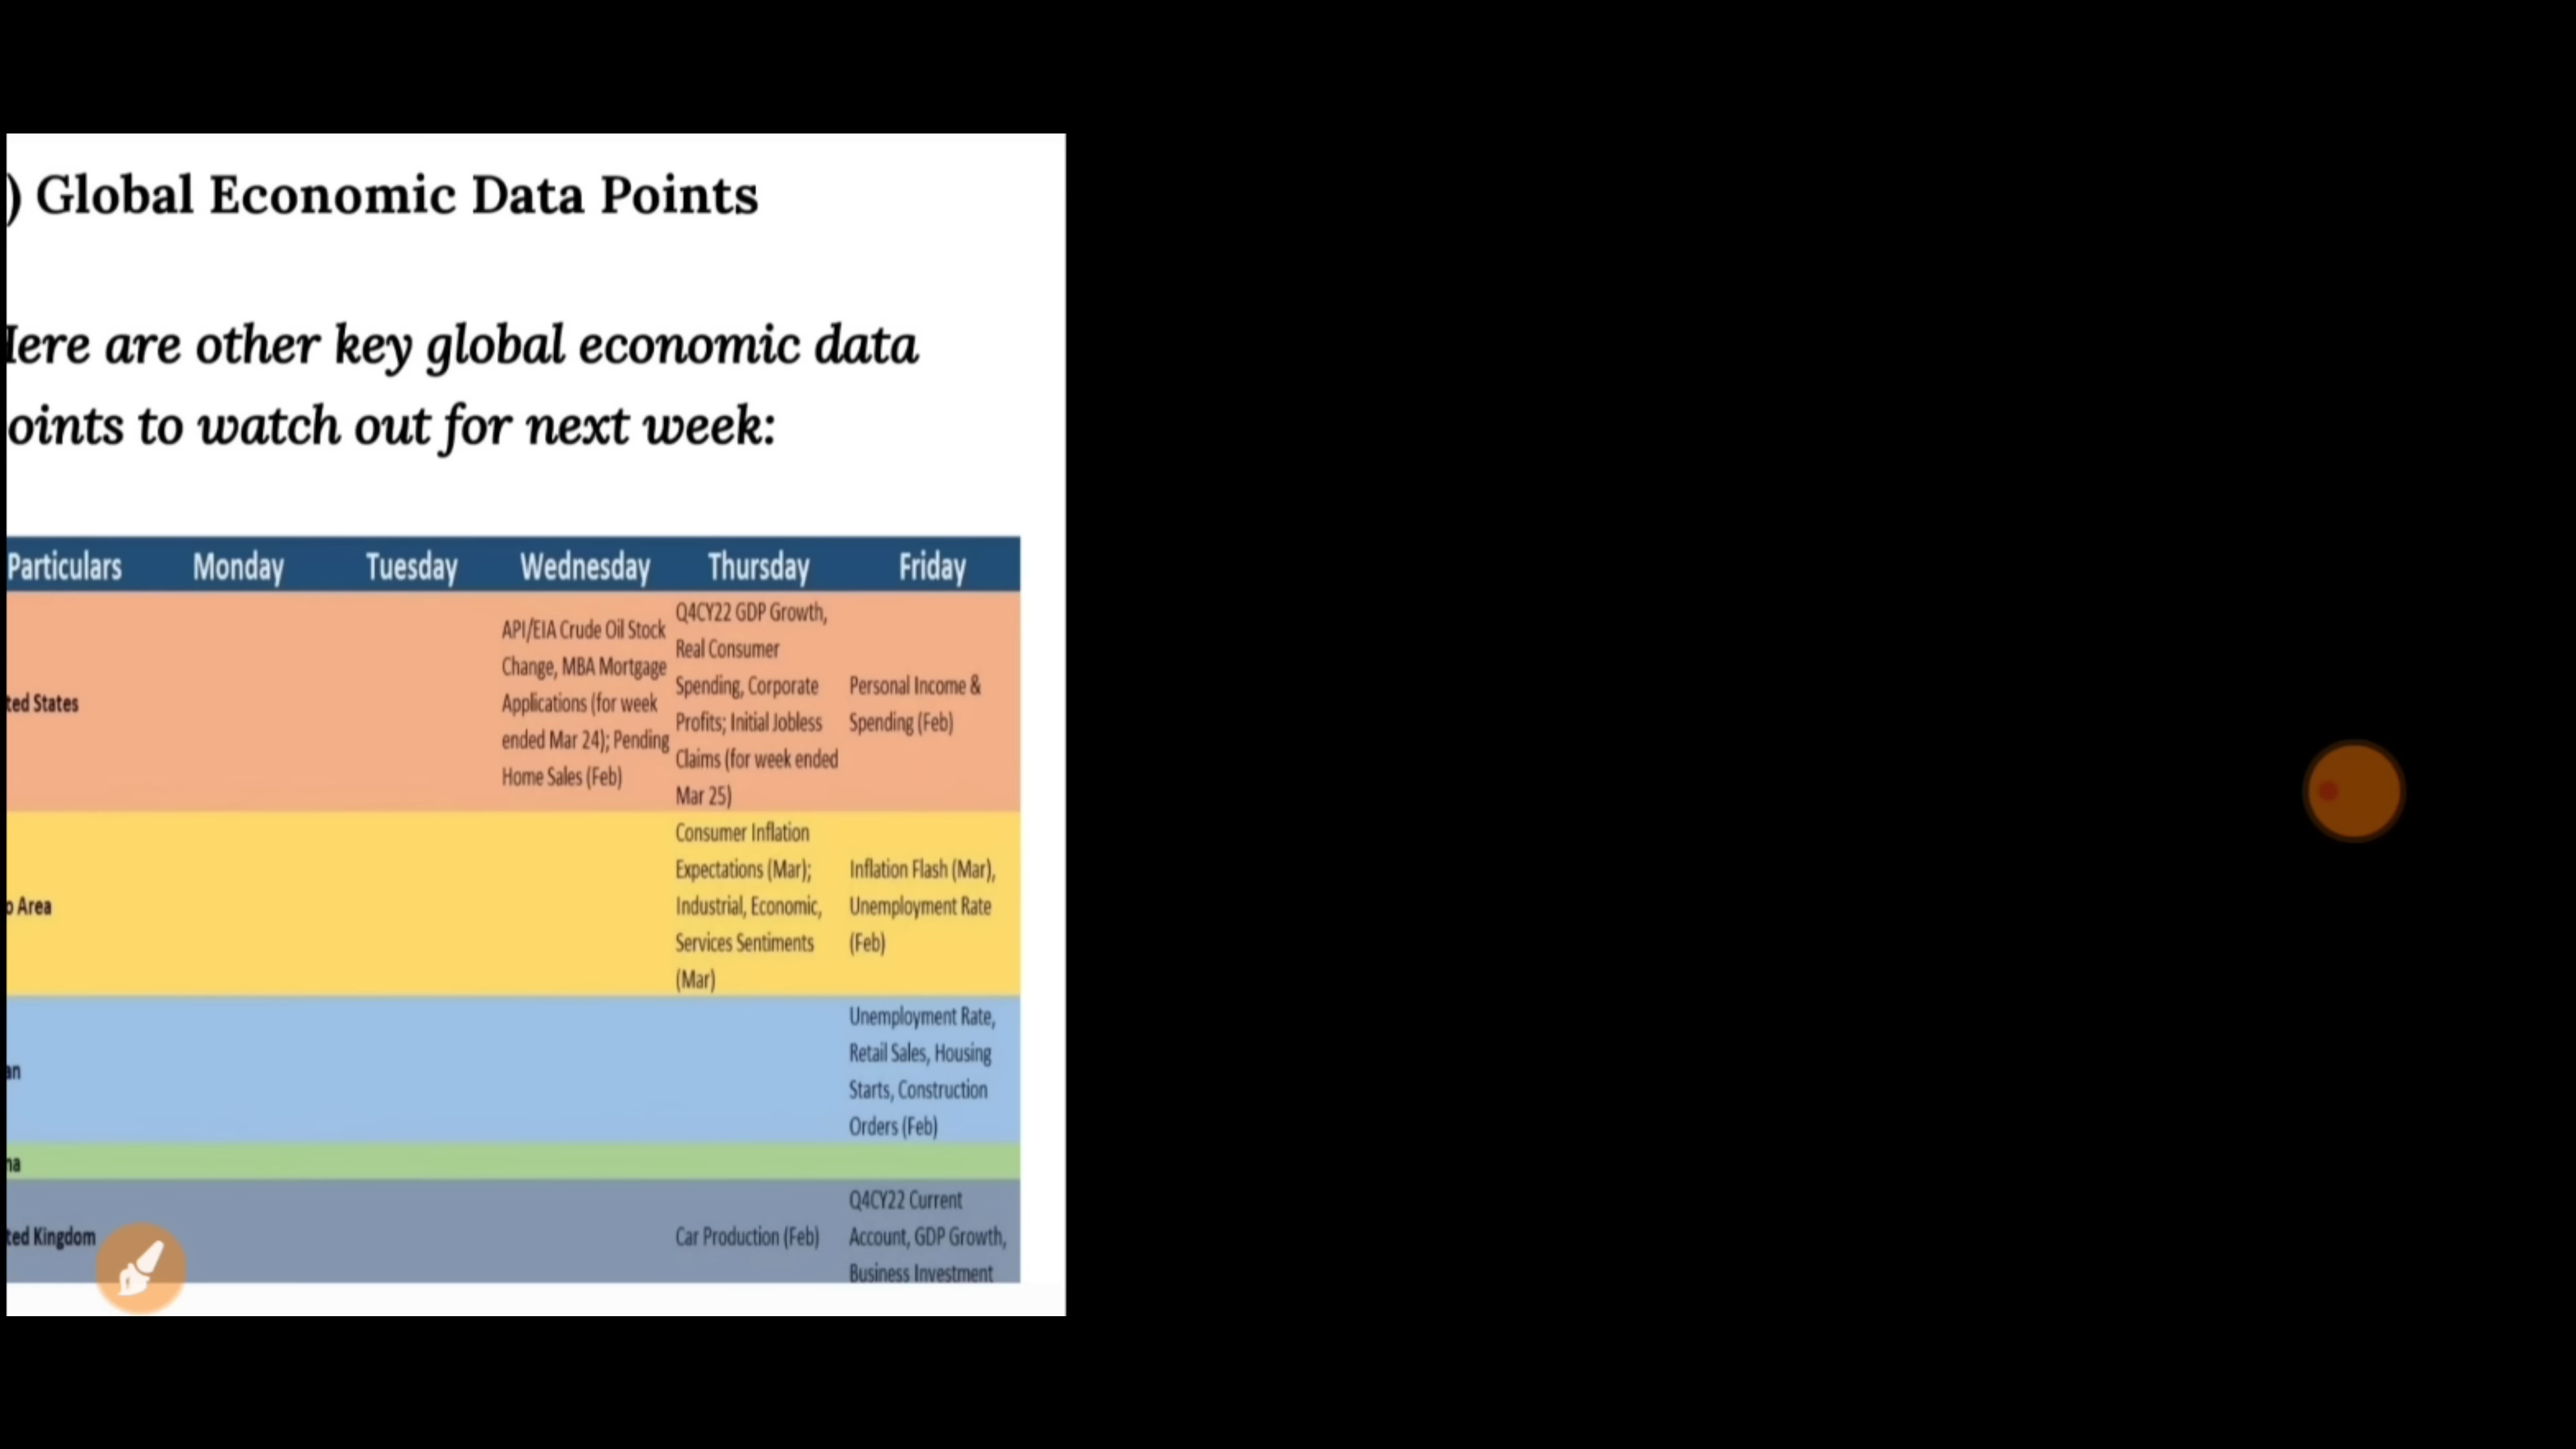 ) Global Economic Data Points
ere are other key global economic data
oints to watch out for next week:
Particulars Monday Tuesday Wednesday Thursday Friday
ted States
API/EIA Crude Oil Stock
Change, MBA Mortgage
Applications (for week
ended Mar 24); Pending
Home Sales (Feb)
Q4CY22 GDP Growth,
Real Consumer
Spending, Corporate
Profits; Initial Jobless
Claims (for week ended
Mar 25)
Personal Income &
Spending (Feb)
o Area
Consumer Inflation
Expectations (Mar);
Industrial, Economic,
Services Sentiments
(Mar)
Inflation Flash (Mar),
Unemployment Rate
(Feb)
an
Unemployment Rate,
Retail Sales, Housing
Starts, Construction
Orders (Feb)
na
ted Kingdom
Car Production (Feb)
Q4CY22 Current
Account, GDP Growth,
Business Investment